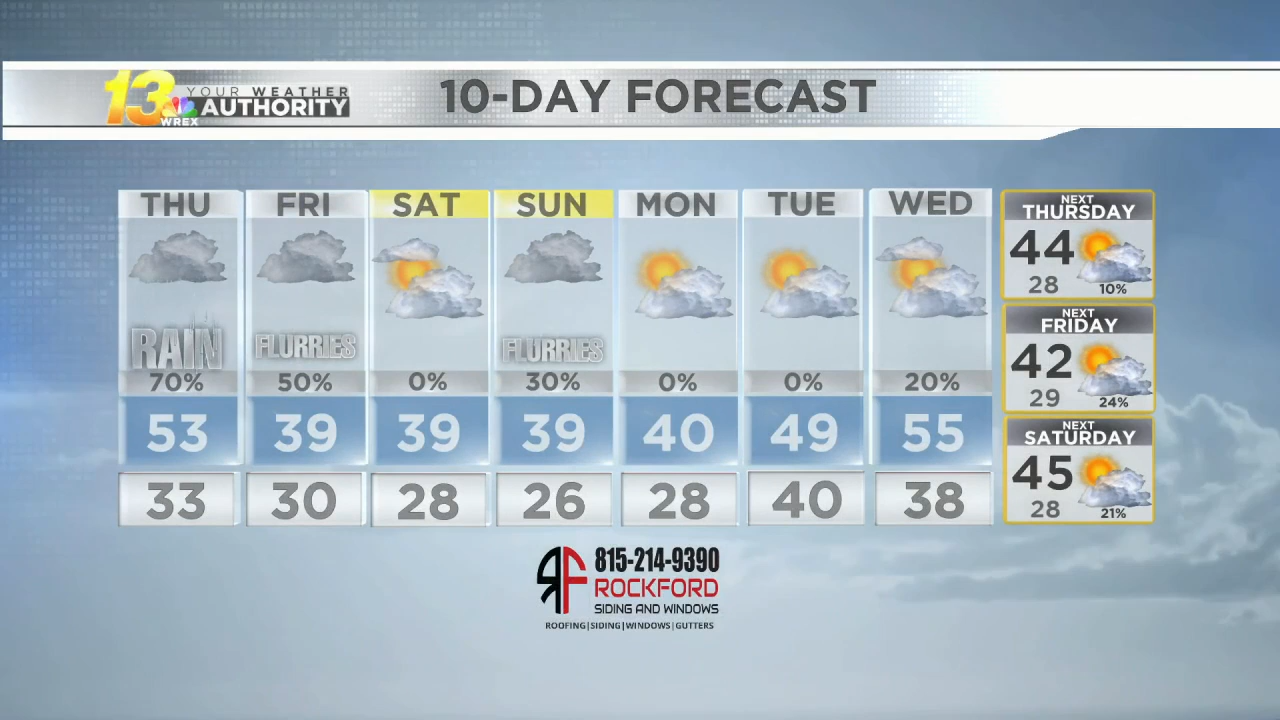 13 WREX
YOUR WEATHER
AUTHORITY
10-DAY FORECAST
THU
RAIN
70%
53
33
FRI
FLURRIES
50%
39
30
SAT
0%
39
28
SUN
FLURRIES
30%
39
26
MON
0%
40
28
TUE
0%
49
40
WED
20%
55
38
NEXT
THURSDAY
44
28 10%
NEXT
FRIDAY
42
29 24%
NEXT
SATURDAY
45
28 21%
RF
815-214-9390
ROCKFORD
SIDING AND WINDOWS
ROOFING|SIDING|WINDOWS|GUTTERS